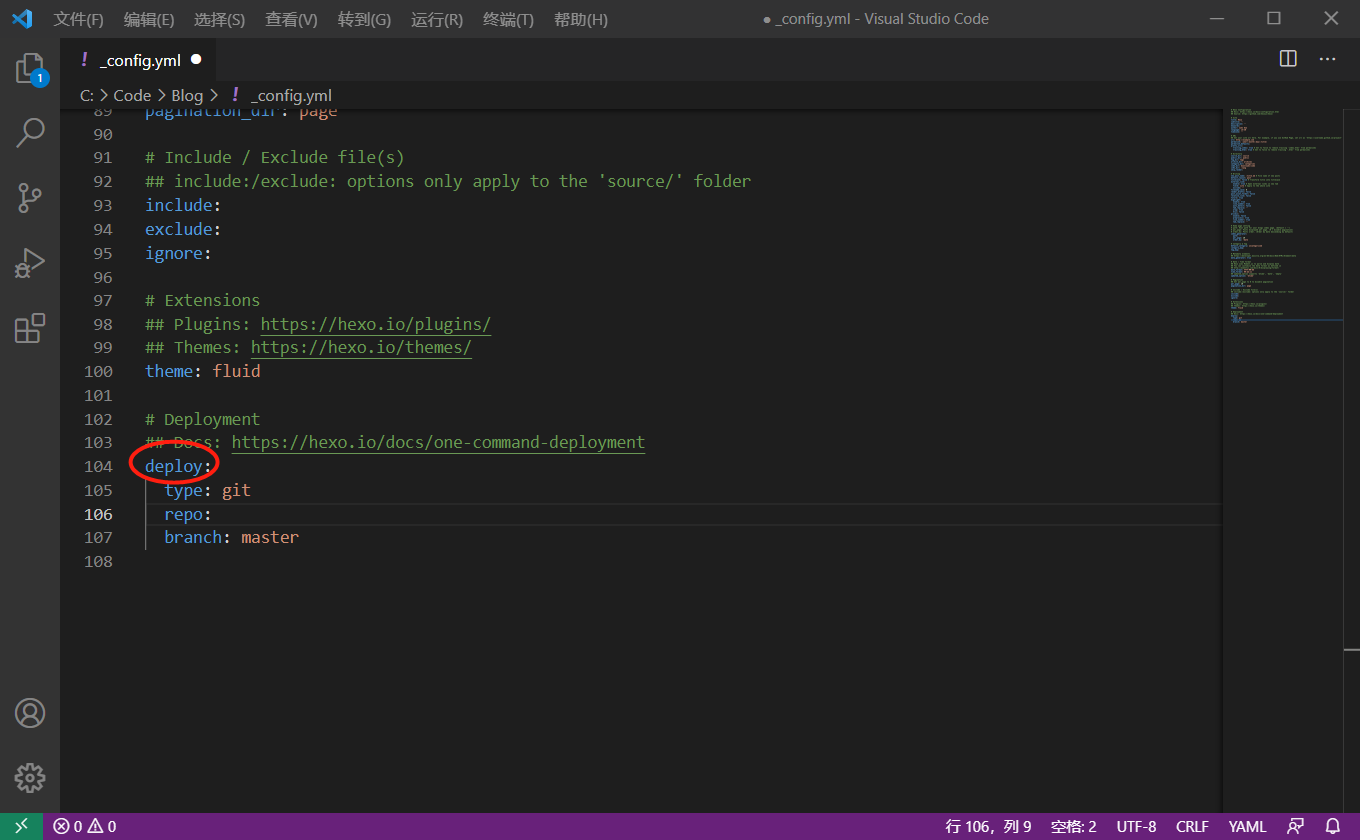 文件(F) 编辑(E) 选择(S) 查看(V) 转到(G) 运行(R) 终端(T) 帮助(H) ● _config.yml - Visual Studio Code
! _config.yml ●
1
C: > Code > Blog > ! _config.yml
89 pagination_dir: page
90
91 # Include / Exclude file(s)
92 ## include:/exclude: options only apply to the 'source/' folder
93 include:
94 exclude:
95 ignore:
96
97 # Extensions
98 ## Plugins: https://hexo.io/plugins/
99 ## Themes: https://hexo.io/themes/
100 theme: fluid
101
102 # Deployment
103 ## Docs: https://hexo.io/docs/one-command-deployment
104 deploy:
105 type: git
106 repo:
107 branch: master
108
0 0 行 106，列 9 空格: 2 UTF-8 CRLF YAML